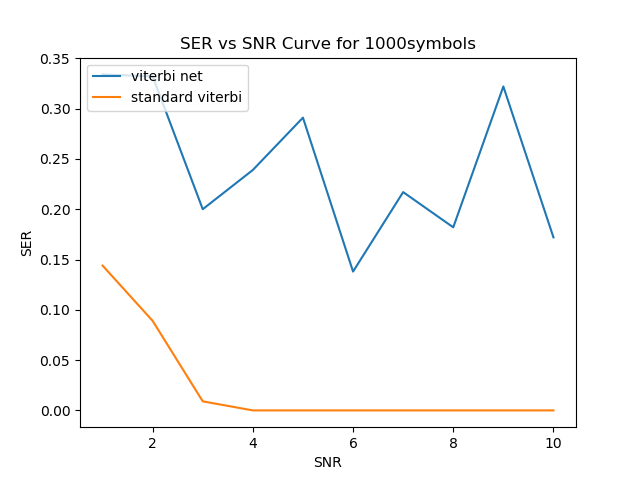 SER vs SNR Curve for 1000symbols
viterbi net
standard viterbi
0.35
0.30
0.25
0.20
0.15
0.10
0.05
0.00
SER
2
4
6
8
10
SNR